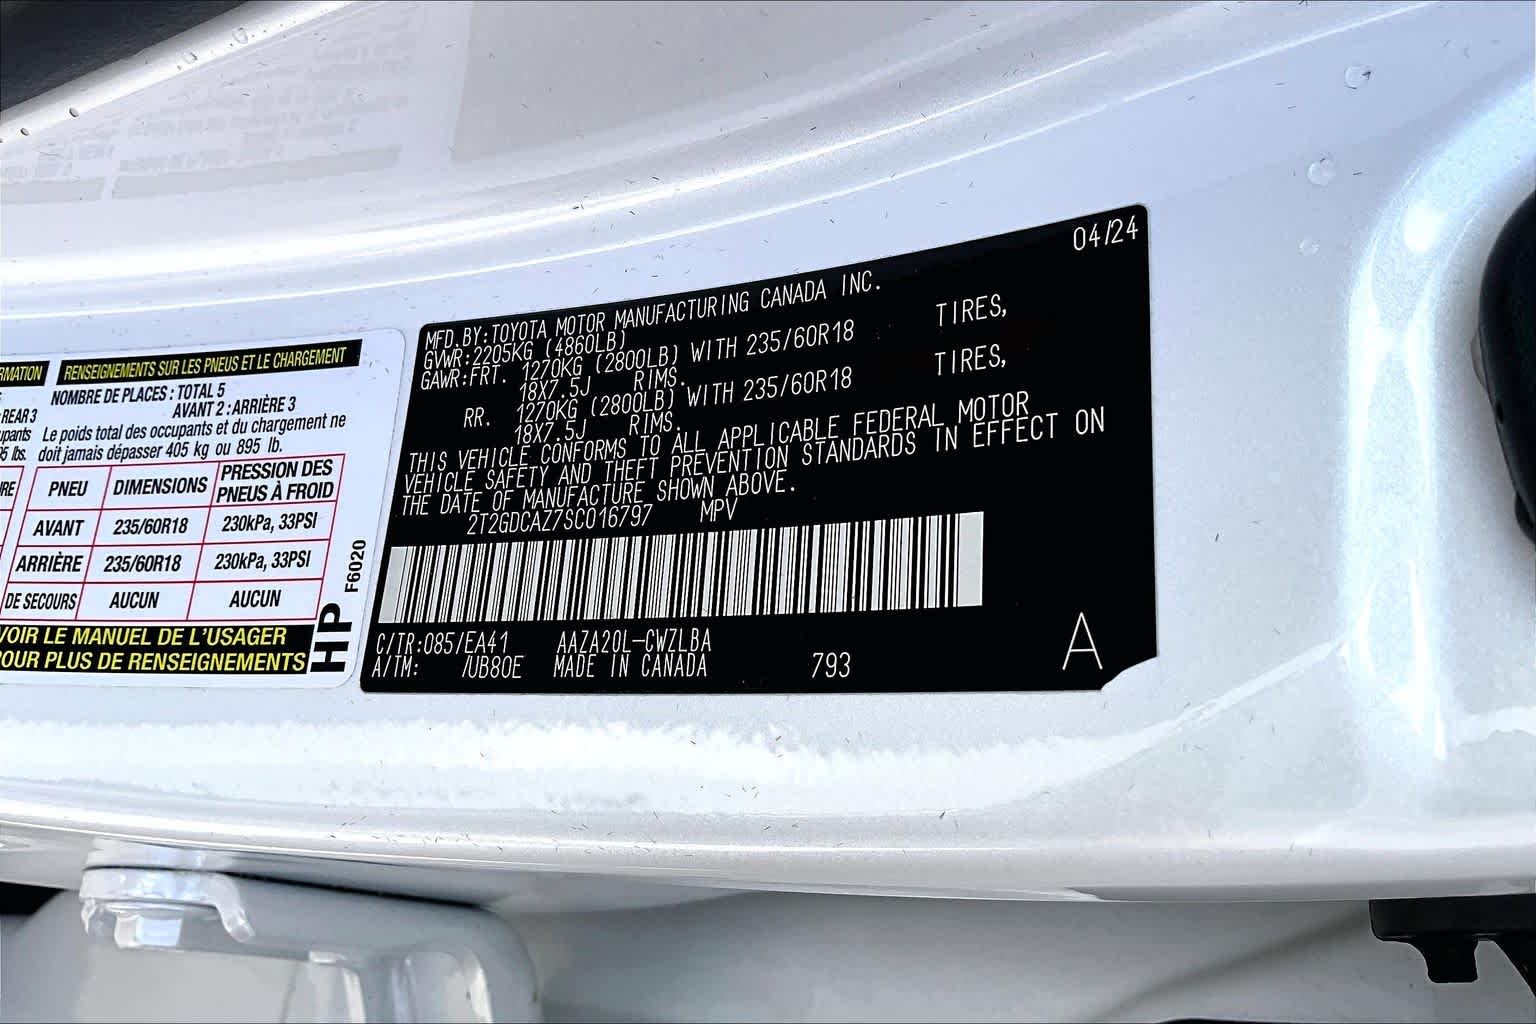 RMATION
RENSEIGNEMENTS SUR LES PNEUS ET LE CHARGEMENT
NOMBRE DE PLACES : TOTAL 5
REAR 3
AVANT 2 : ARRIÈRE 3
upants
Le poids total des occupants et du chargement ne
5 lbs.
doit jamais dépasser 405 kg ou 895 lb.
RE
PNEU DIMENSIONS PRESSION DES PNEUS À FROID
AVANT 235/60R18 230kPa, 33PSI
ARRIÈRE 235/60R18 230kPa, 33PSI
DE SECOURS AUCUN AUCUN
VOIR LE MANUEL DE L'USAGER
POUR PLUS DE RENSEIGNEMENTS
HP F6020
04/24
MFD.BY:TOYOTA MOTOR MANUFACTURING CANADA INC.
GVWR:2205KG (4860LB)
GAWR:FRT. 1270KG (2800LB) WITH 235/60R18 TIRES,
18X7.5J RIMS.
RR. 1270KG (2800LB) WITH 235/60R18 TIRES,
18X7.5J RIMS.
THIS VEHICLE CONFORMS TO ALL APPLICABLE FEDERAL MOTOR
VEHICLE SAFETY AND THEFT PREVENTION STANDARDS IN EFFECT ON
THE DATE OF MANUFACTURE SHOWN ABOVE.
2T2GDCAZ7SC016797 MPV
C/TR:085/EA41 AAZA20L-CWZLBA
A/TM: /UB80E MADE IN CANADA 793
A